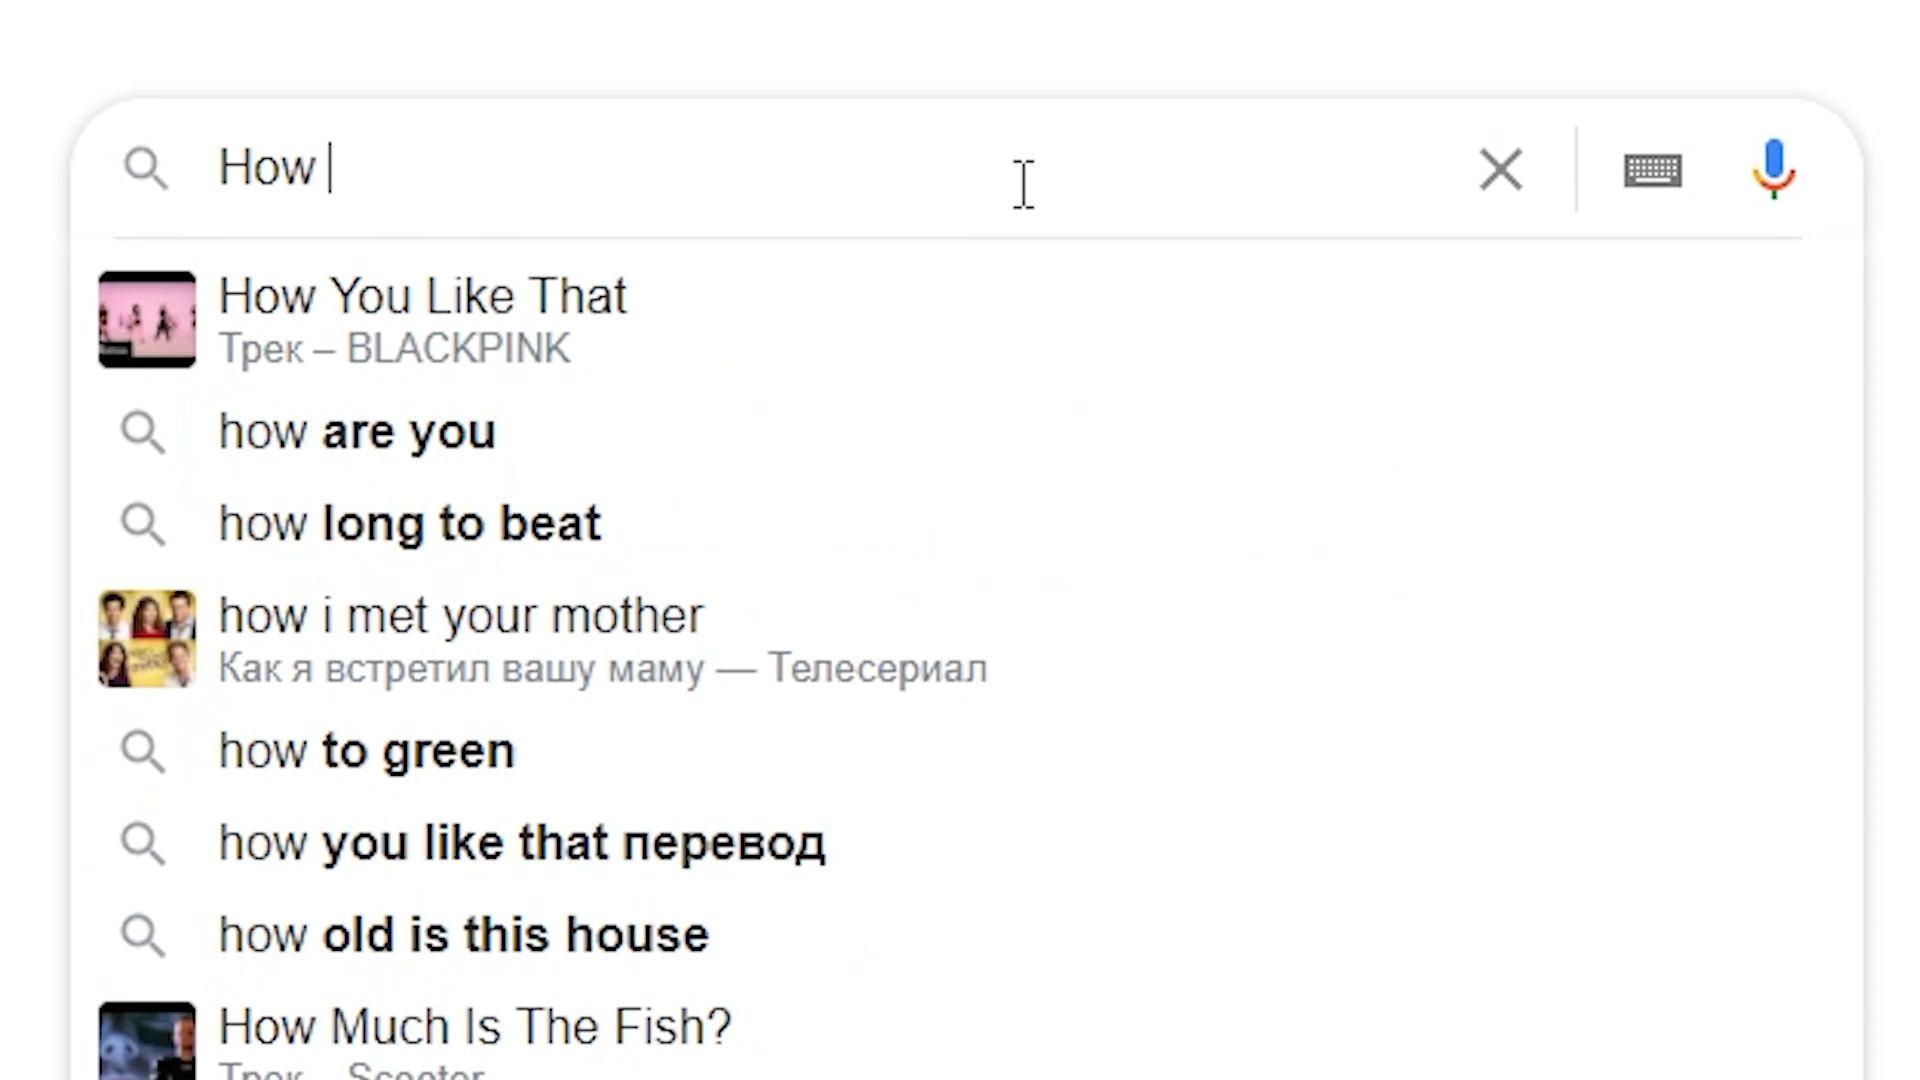 How
How You Like That
Трек – BLACKPINK
how are you
how long to beat
how i met your mother
Как я встретил вашу маму — Телесериал
how to green
how you like that перевод
how old is this house
How Much Is The Fish?
Трек – Scooter